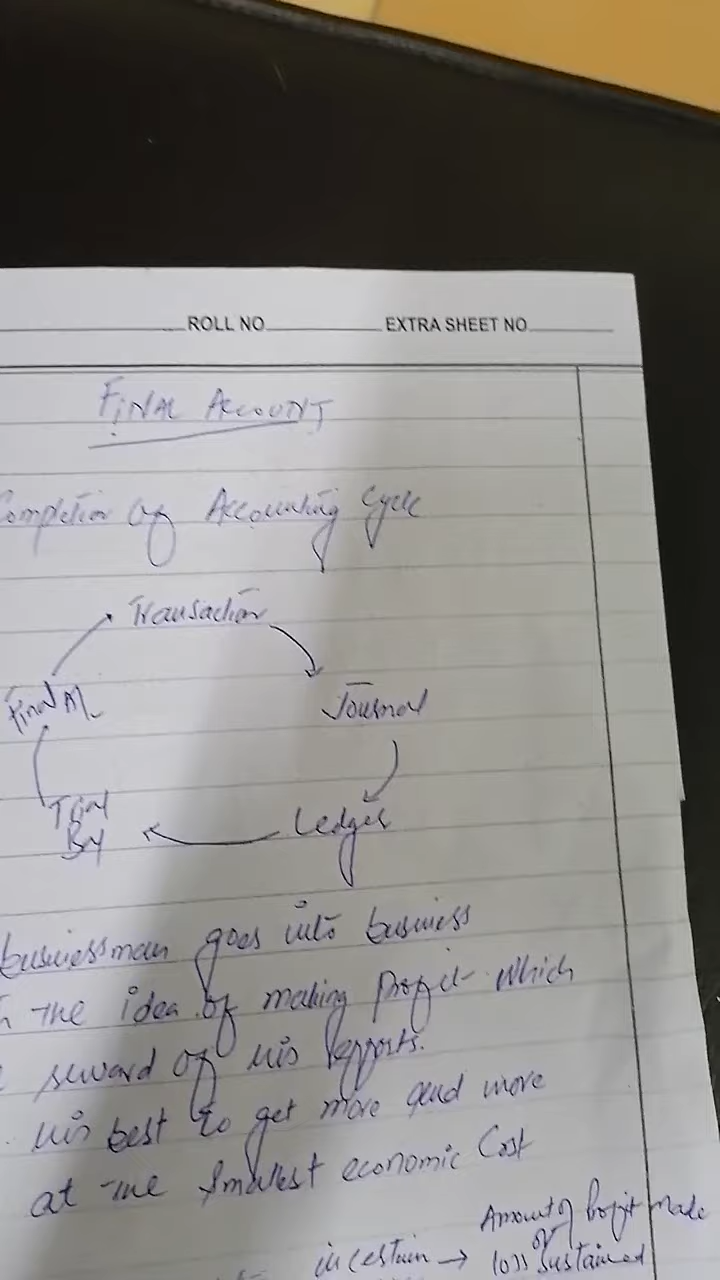 ROLL NO EXTRA SHEET NO.
FINAL ACCOUNT
Completion of Accounting Cycle
Transaction
Final A/c Journal
Trial Ledger
Bal
businessman goes into business
the idea of making Profit which
reward of his efforts.
his best to get more and more
at the smallest economic Cost
Amount of Profit made
or
loss sustained